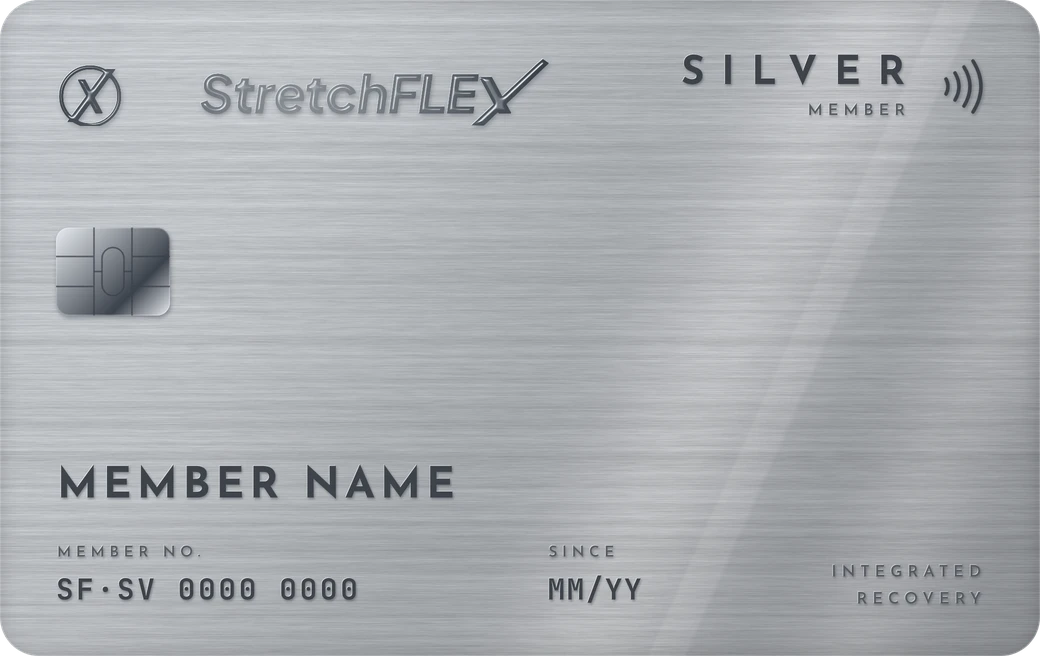 X StretchFLEX
SILVER
MEMBER
MEMBER NAME
MEMBER NO.
SF·SV 0000 0000
SINCE
MM/YY
INTEGRATED
RECOVERY